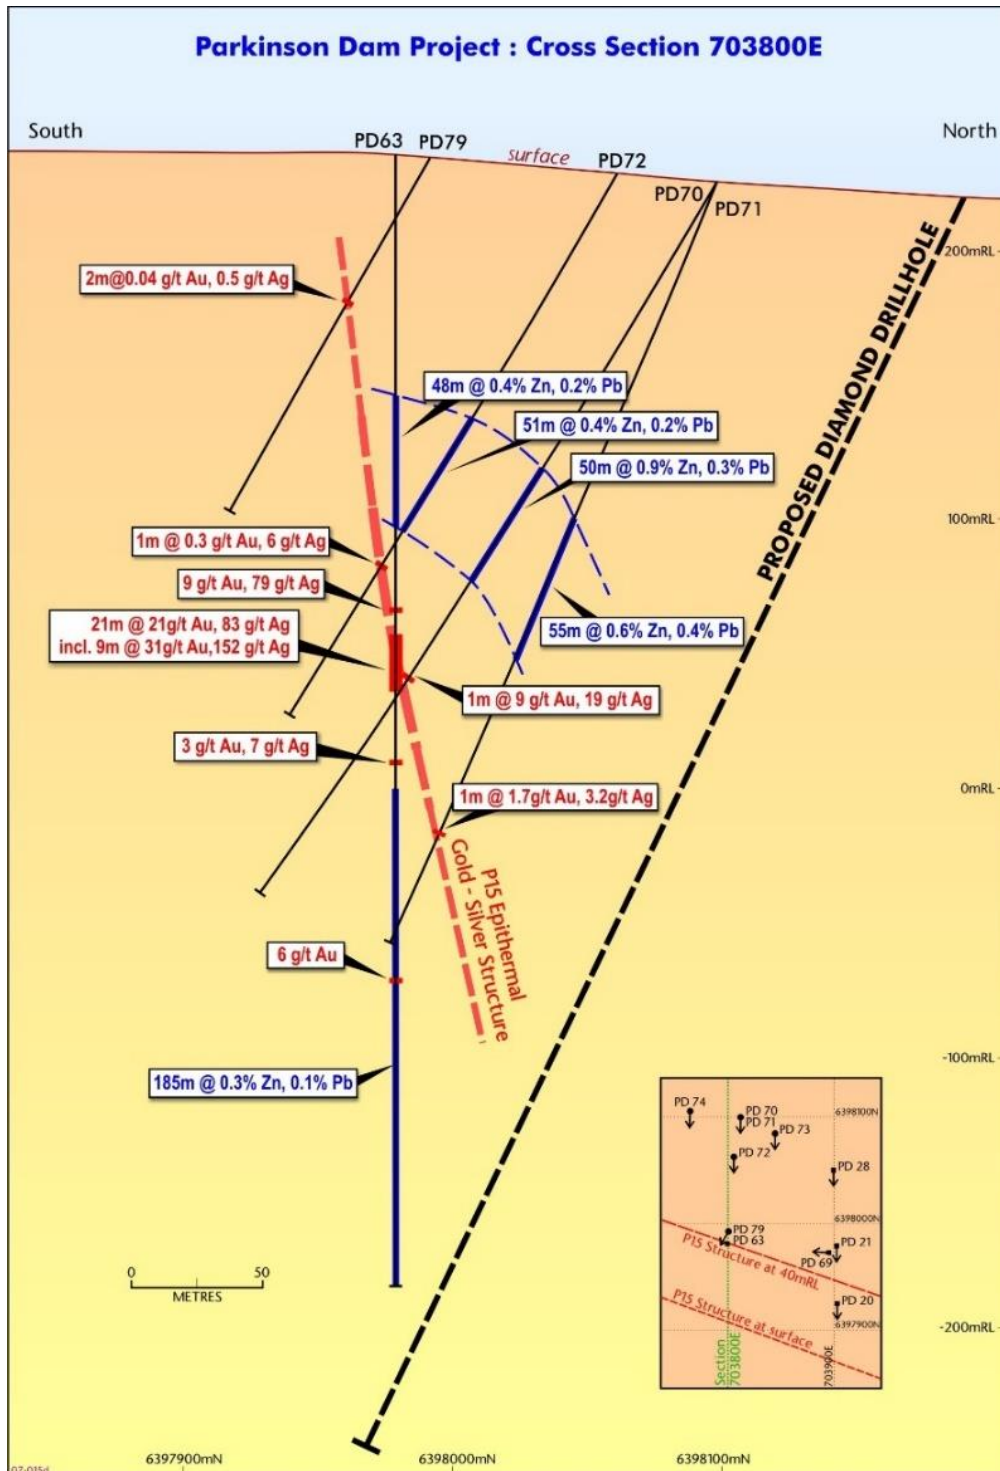 Parkinson Dam Project : Cross Section 703800E
South
North
PD63
PD79
surface
PD72
PD70
PD71
200mRL
2m@0.04 g/t Au, 0.5 g/t Ag
PROPOSED DIAMOND DRILLHOLE
48m @ 0.4% Zn, 0.2% Pb
51m @ 0.4% Zn, 0.2% Pb
50m @ 0.9% Zn, 0.3% Pb
100mRL
1m @ 0.3 g/t Au, 6 g/t Ag
9 g/t Au, 79 g/t Ag
21m @ 21g/t Au, 83 g/t Ag
incl. 9m @ 31g/t Au,152 g/t Ag
55m @ 0.6% Zn, 0.4% Pb
1m @ 9 g/t Au, 19 g/t Ag
3 g/t Au, 7 g/t Ag
0mRL
1m @ 1.7g/t Au, 3.2g/t Ag
P15 Epithermal
Gold - Silver Structure
6 g/t Au
-100mRL
185m @ 0.3% Zn, 0.1% Pb
PD 74
PD 70
PD 71
6398100N
PD 73
PD 72
PD 28
6398000N
PD 79
PD 63
PD 21
PD 69
P15 Structure at 40mRL
PD 20
P15 Structure at surface
6397900N
Section
703800E
703900E
0 50
METRES
-200mRL
6397900mN
6398000mN
6398100mN